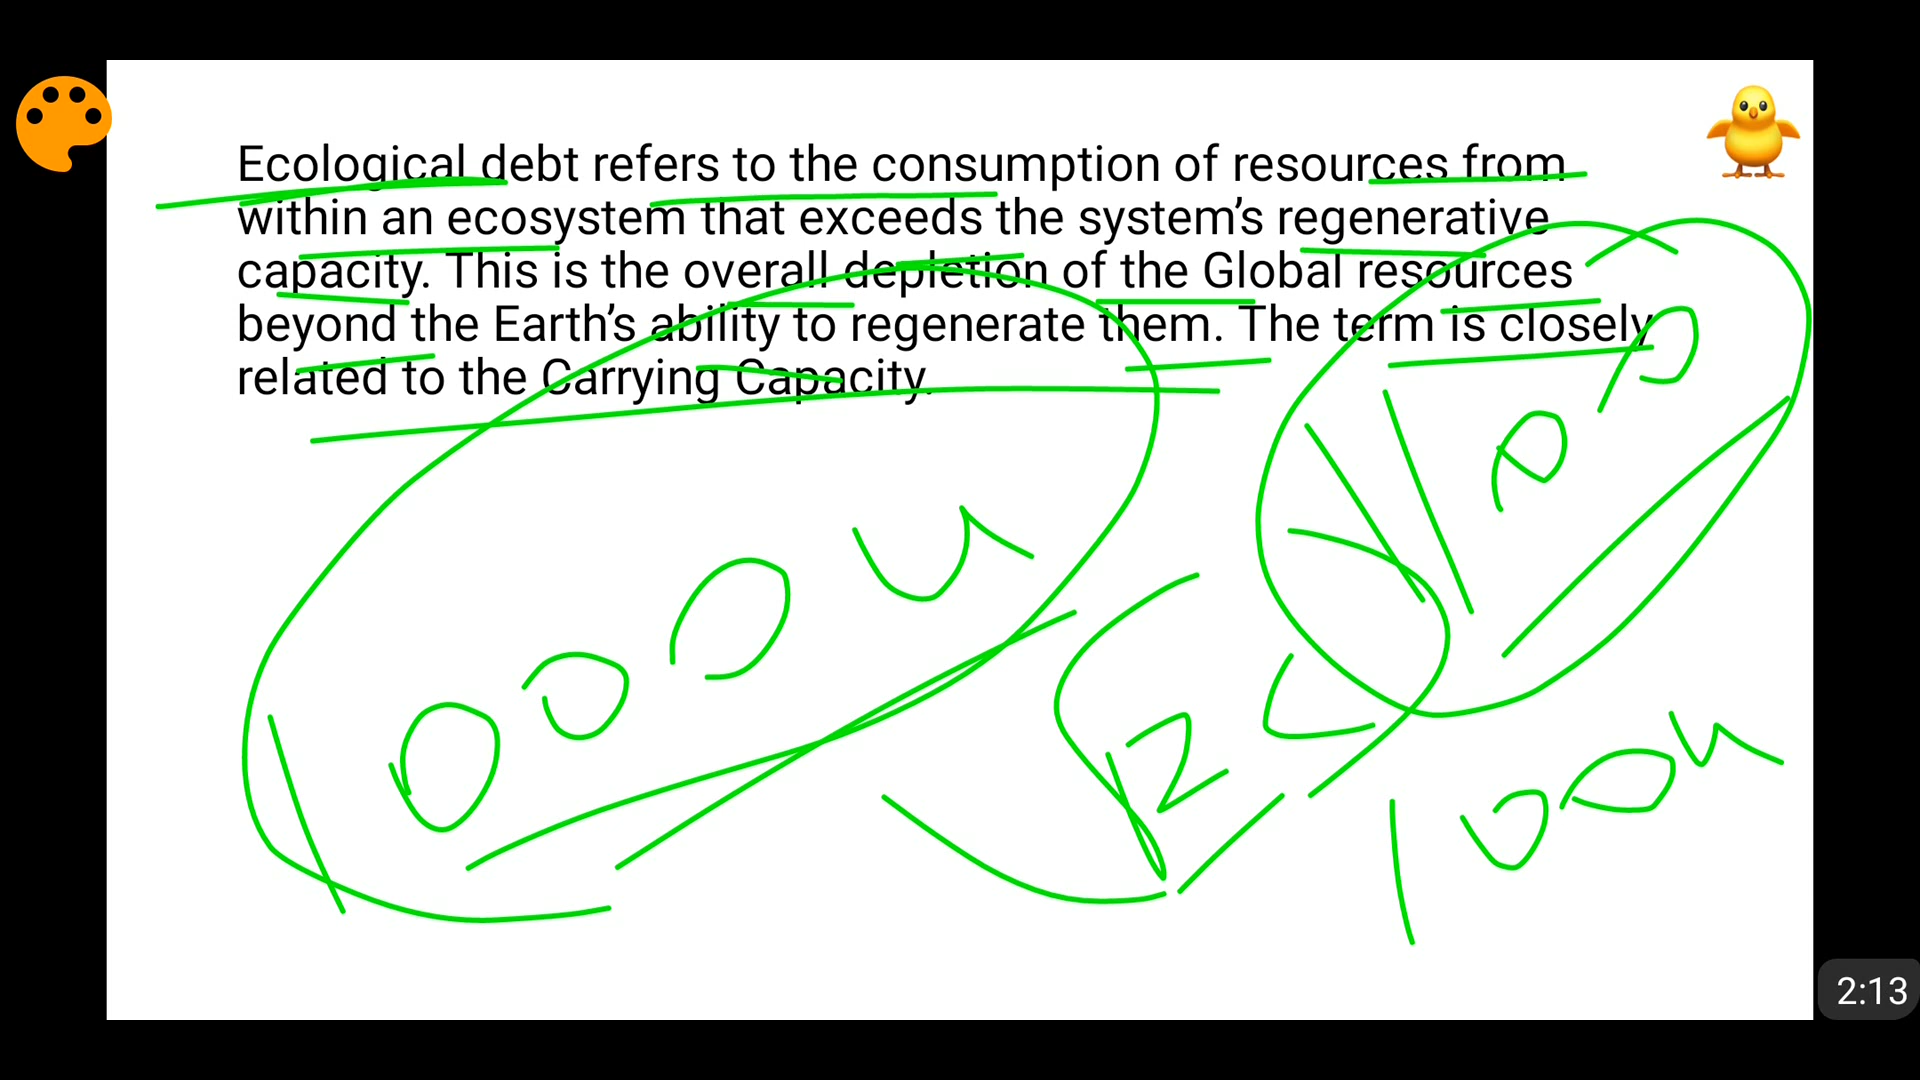 Ecological debt refers to the consumption of resources from
within an ecosystem that exceeds the system’s regenerative
capacity. This is the overall depletion of the Global resources
beyond the Earth’s ability to regenerate them. The term is closely
related to the Carrying Capacity.
2:13